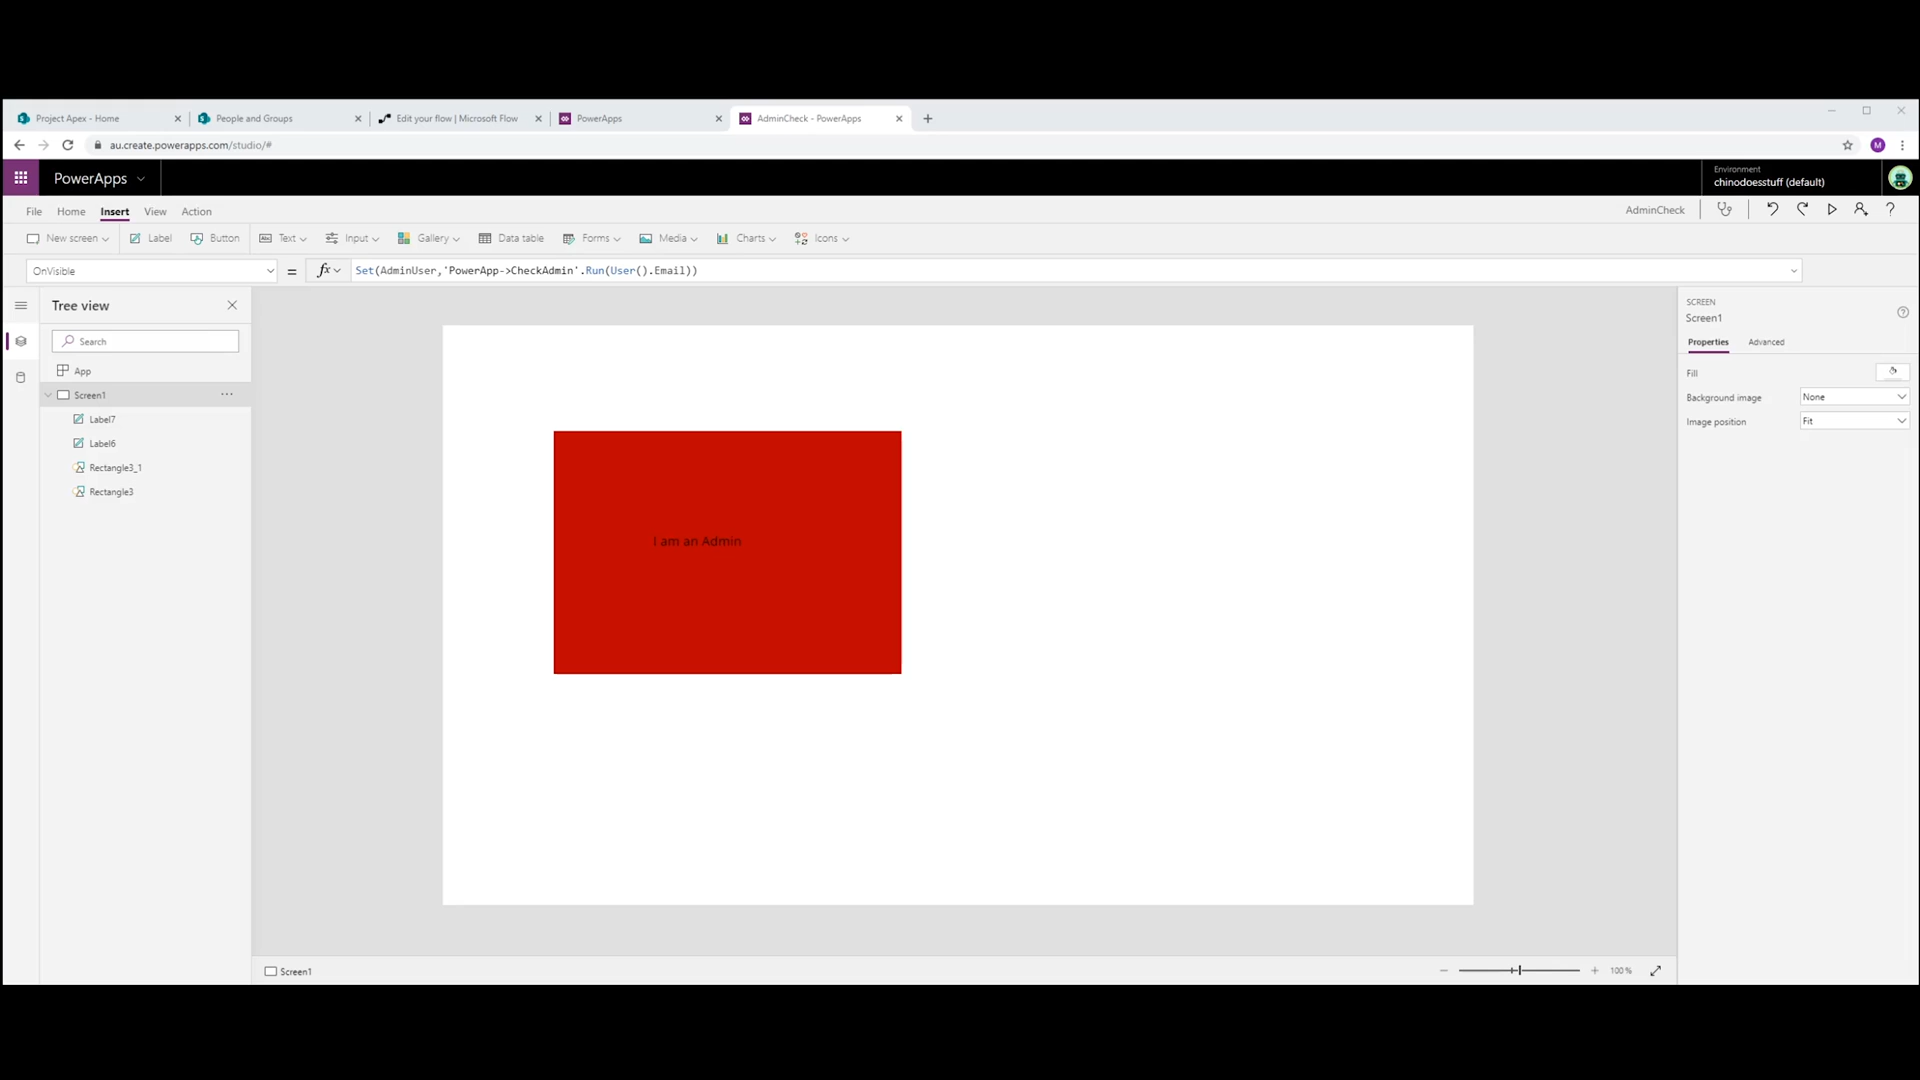 Project Apex - Home
People and Groups
Edit your flow | Microsoft Flow
PowerApps
AdminCheck - PowerApps
au.create.powerapps.com/studio/#
M
PowerApps
Environment
chinodoesstuff (default)
File Home Insert View Action
AdminCheck
?
New screen Label Button Text Input Gallery Data table Forms Media Charts Icons
OnVisible = fx Set(AdminUser,'PowerApp->CheckAdmin'.Run(User().Email))
Tree view
Search
App
Screen1
Label7
Label6
Rectangle3_1
Rectangle3
I am an Admin
SCREEN
Screen1
Properties Advanced
Fill
Background image None
Image position Fit
Screen1
100 %